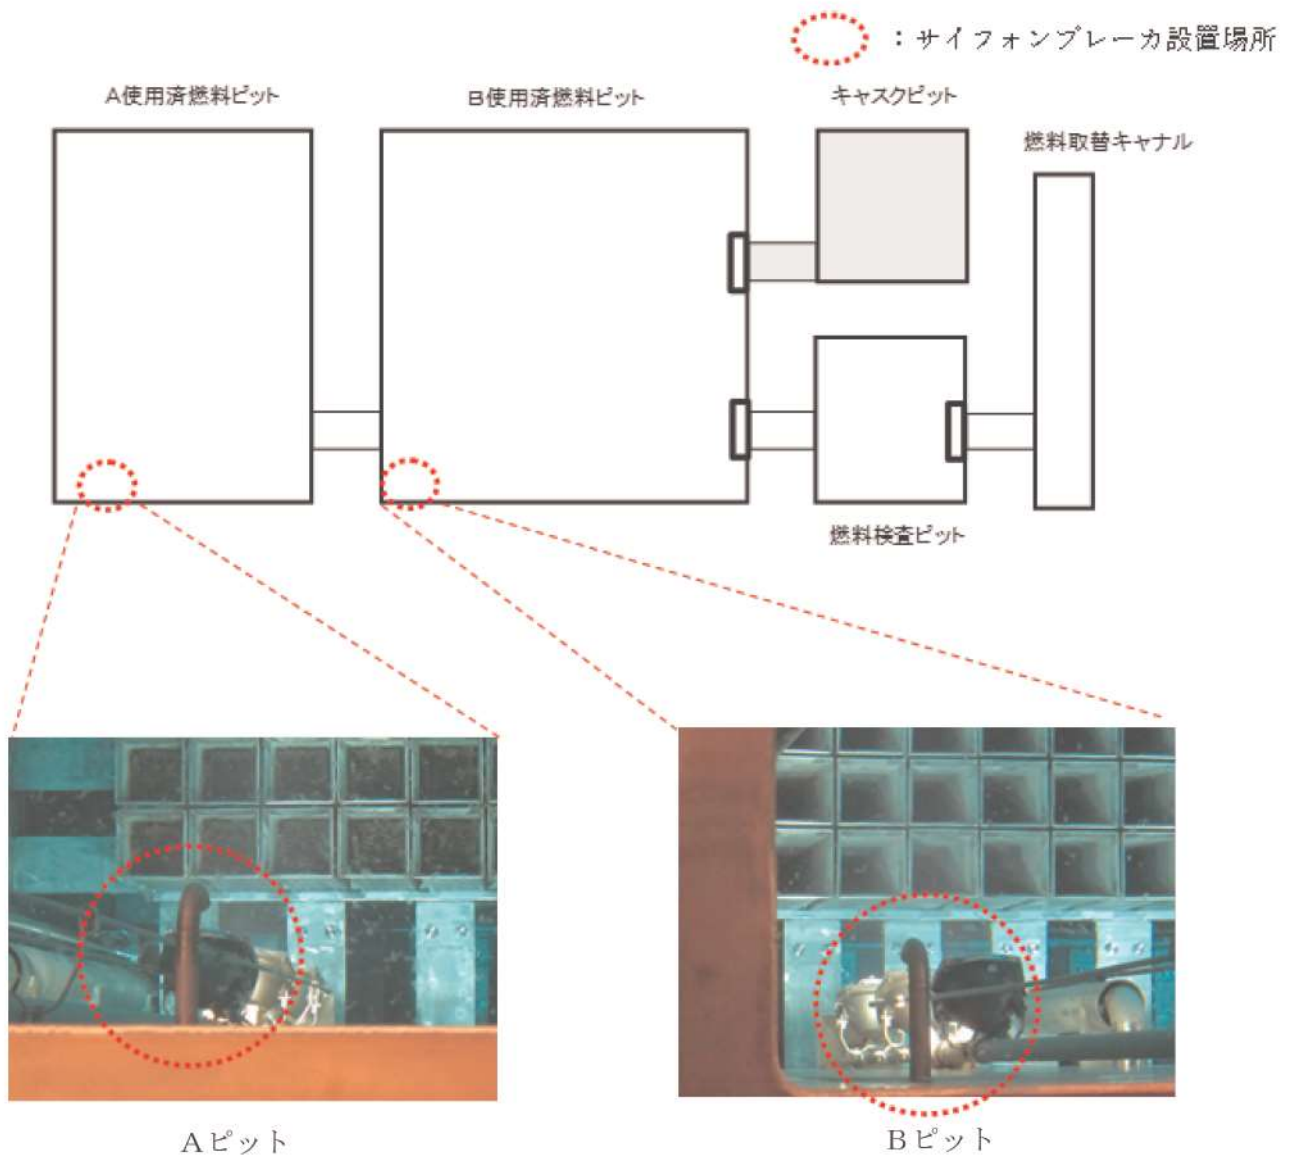 ：サイフォンブレーカ設置場所
A使用済燃料ピット
B使用済燃料ピット
キャスクピット
燃料取替キャナル
燃料検査ピット
Aピット
Bピット